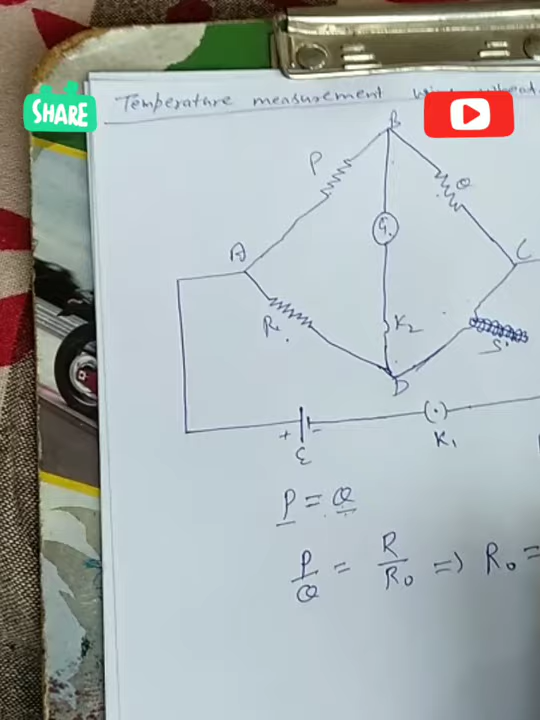 SHARE
Temperature measurement
B
P
Q
G
A
C
R
K2
S
D
+ -
ε
K1
P = Q
P/Q = R/R0 => R0 =